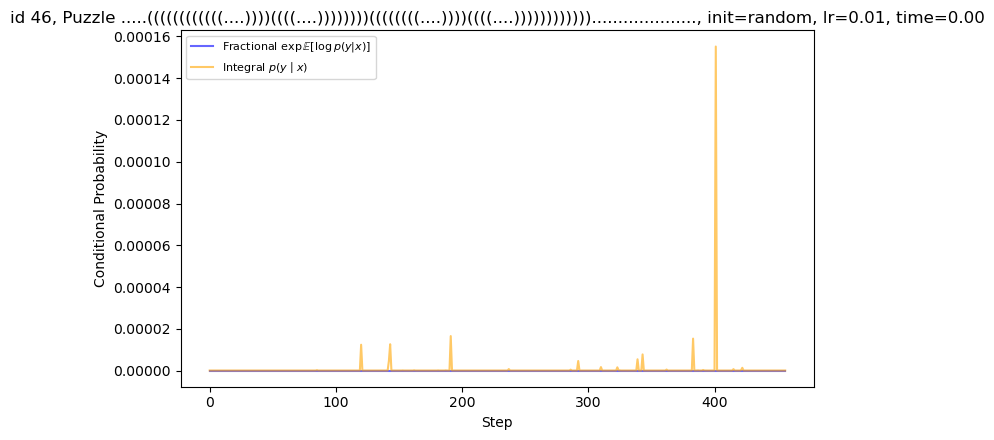 id 46, Puzzle .....((((((((((((....))))((((....))))))))((((((((....))))((((....))))))))))))....................., init=random, lr=0.01, time=0.00
0.00016
0.00014
0.00012
0.00010
0.00008
0.00006
0.00004
0.00002
0.00000
Conditional Probability
Fractional exp𝔼[log p(y|x)]
Integral p(y | x)
0
100
200
300
400
Step